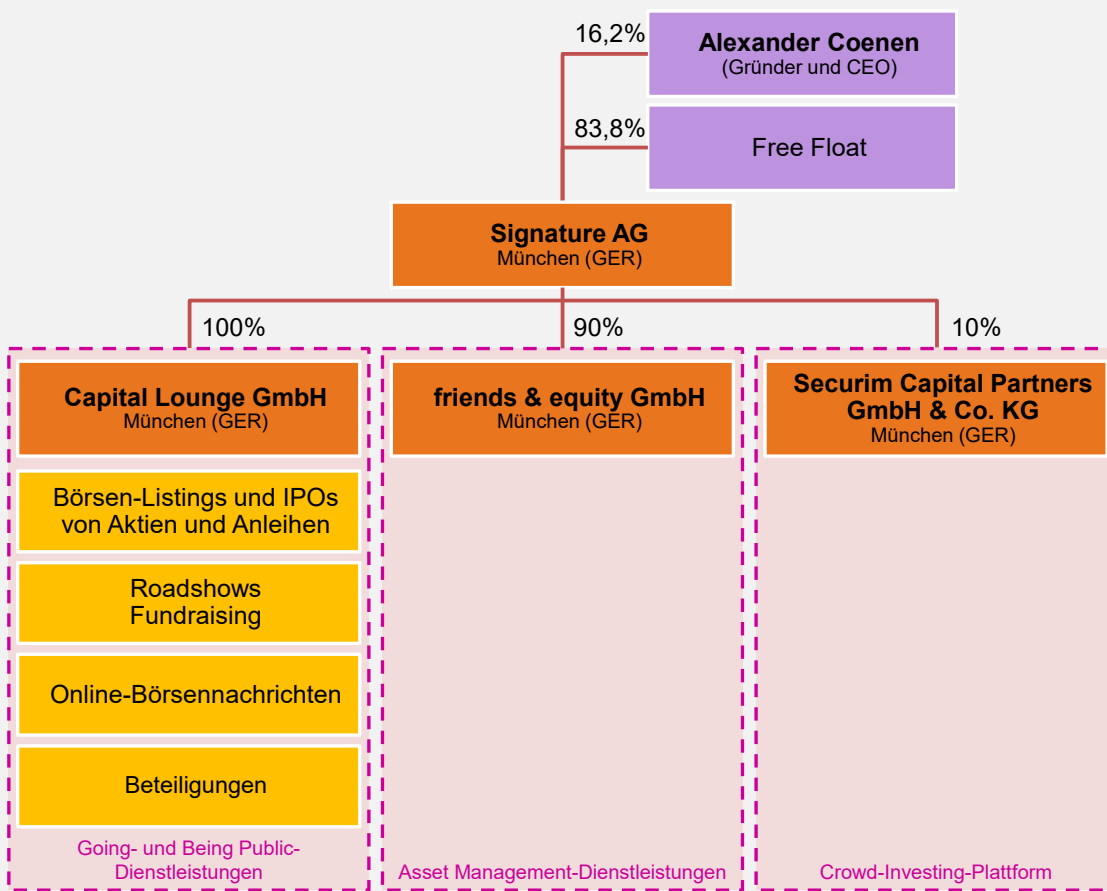 16,2%
Alexander Coenen
(Gründer und CEO)
83,8%
Free Float
Signature AG
München (GER)
100%
90%
10%
Capital Lounge GmbH
München (GER)
friends & equity GmbH
München (GER)
Securim Capital Partners
GmbH & Co. KG
München (GER)
Börsen-Listings und IPOs
von Aktien und Anleihen
Roadshows
Fundraising
Online-Börsennachrichten
Beteiligungen
Going- und Being Public-
Dienstleistungen
Asset Management-Dienstleistungen
Crowd-Investing-Plattform